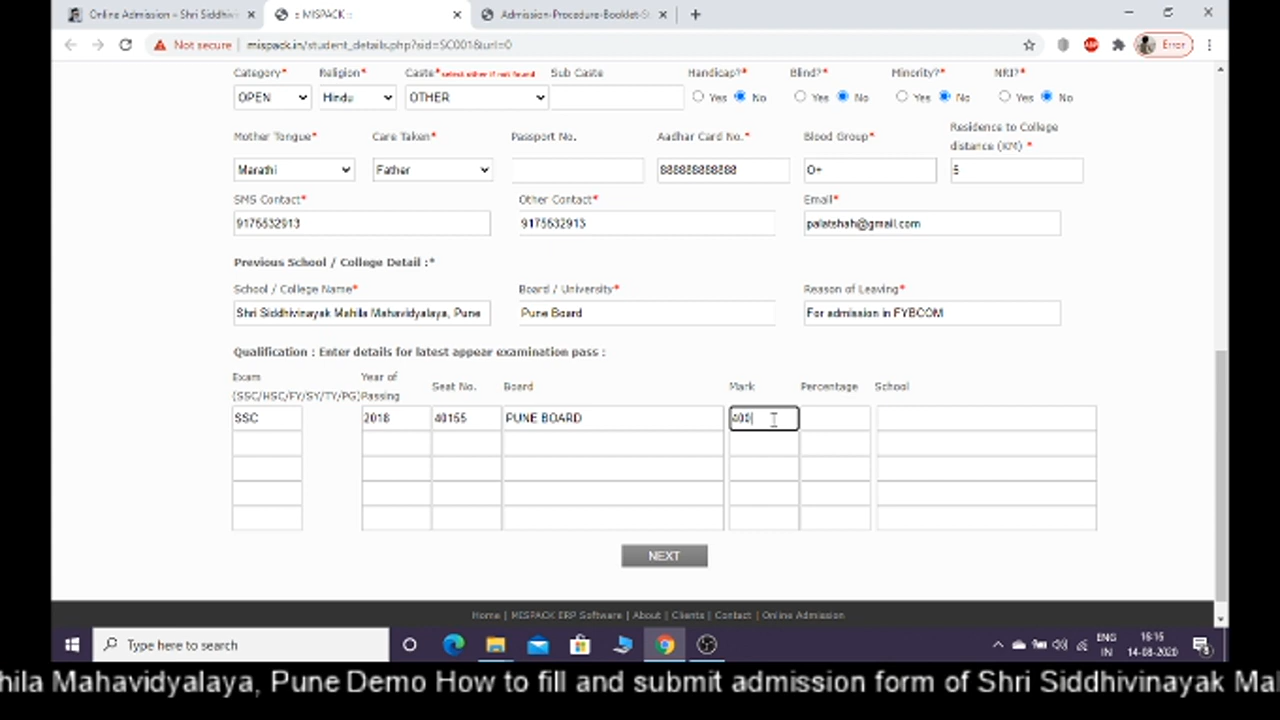 Online Admission – Shri Siddhivi
:: MISPACK ::
Admission-Procedure-Booklet-S
Not secure | mispack.in/student_details.php?sid=SC001&url=0
Error
Category* Religion* Caste*select other if not found Sub Caste Handicap?* Blind?* Minority?* NRI?*
OPEN Hindu OTHER Yes No Yes No Yes No Yes No
Mother Tongue* Care Taken* Passport No. Aadhar Card No.* Blood Group* Residence to College distance (KM) *
Marathi Father 888888888888 O+ 5
SMS Contact* Other Contact* Email*
9175532913 9175532913 palatshah@gmail.com
Previous School / College Detail :*
School / College Name* Board / University* Reason of Leaving*
Shri Siddhivinayak Mahila Mahavidyalaya, Pune Pune Board For admission in FYBCOM
Qualification : Enter details for latest appear examination pass :
Exam (SSC/HSC/FY/SY/TY/PG) Year of Passing Seat No. Board Mark Percentage School
SSC 2018 40155 PUNE BOARD 400
NEXT
Home | MISPACK ERP Software | About | Clients | Contact | Online Admission
Type here to search
ENG
IN
16:15
14-08-2020
hila Mahavidyalaya, Pune Demo How to fill and submit admission form of Shri Siddhivinayak Mal